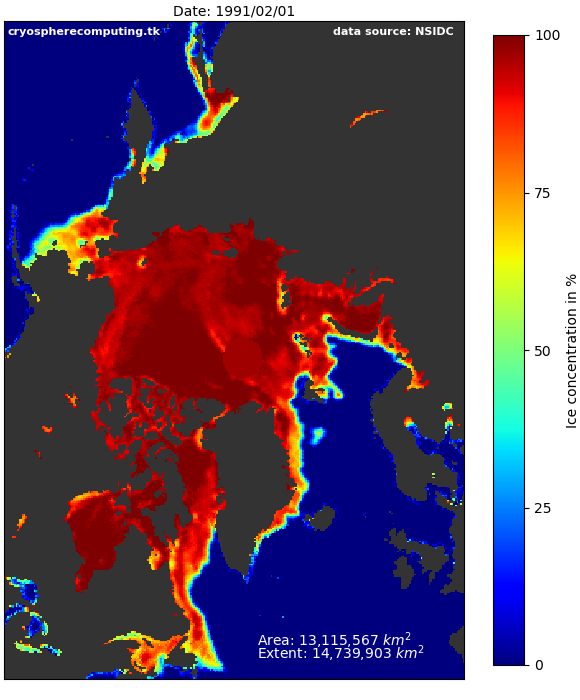 Date: 1991/02/01
cryospherecomputing.tk data source: NSIDC
100
75
50
25
0
Ice concentration in %
Area: 13,115,567 km²
Extent: 14,739,903 km²